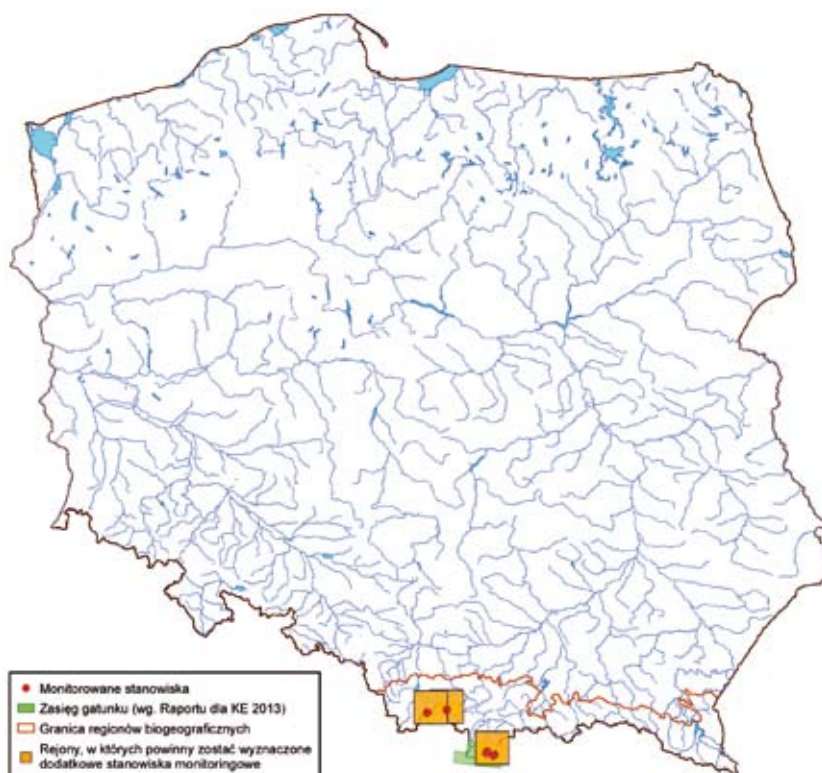 Monitorowane stanowiska
Zasięg gatunku (wg. Raportu dla KE 2013)
Granica regionów biogeograficznych
Rejony, w których powinny zostać wyznaczone
dodatkowe stanowiska monitoringowe